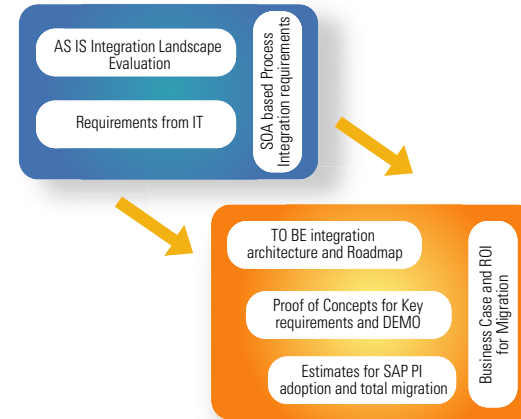 AS IS Integration Landscape
Evaluation
Requirements from IT
SOA based Process
Integration requirements
TO BE integration
architecture and Roadmap
Proof of Concepts for Key
requirements and DEMO
Estimates for SAP PI
adoption and total migration
Business Case and ROI
for Migration